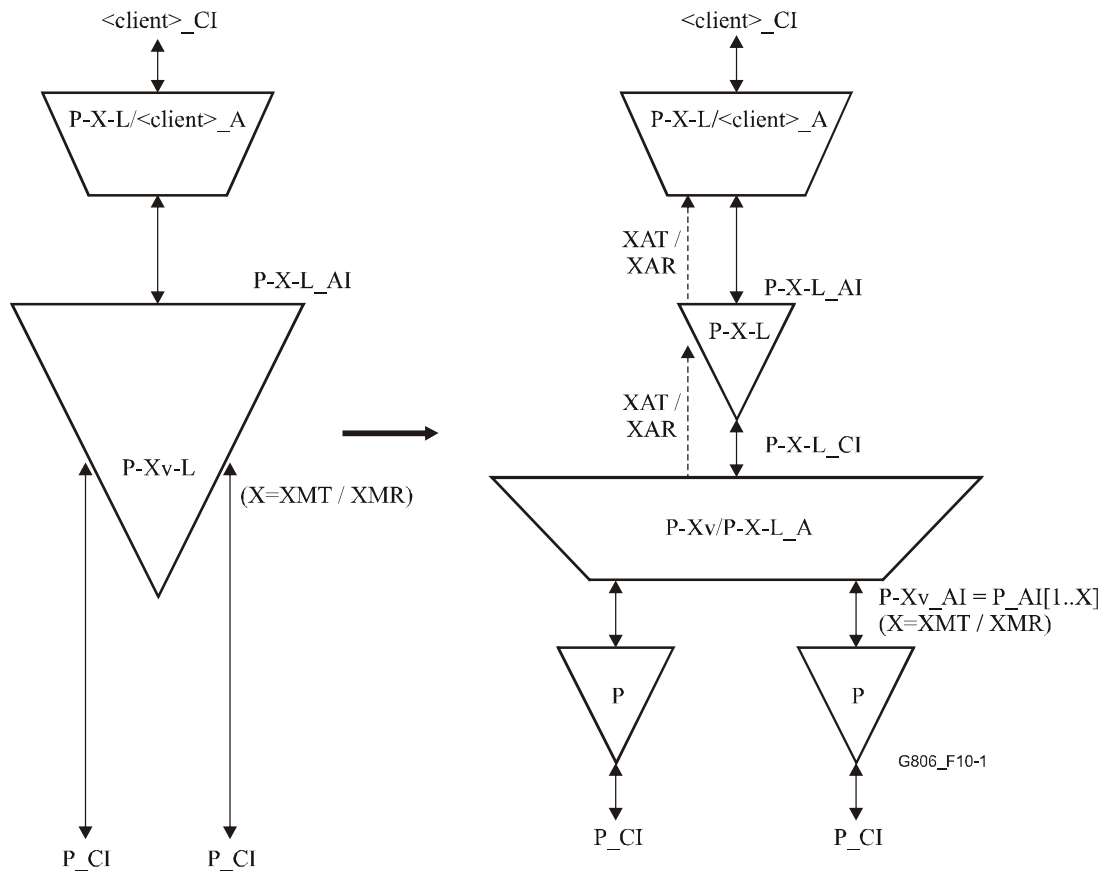 <client>_CI
P-X-L/<client>_A
P-X-L_AI
P-Xv-L
(X=XMT / XMR)
P_CI
P_CI
<client>_CI
P-X-L/<client>_A
XAT /
XAR
P-X-L_AI
P-X-L
XAT /
XAR
P-X-L_CI
P-Xv/P-X-L_A
P-Xv_AI = P_AI[1..X]
(X=XMT / XMR)
P
P
G806_F10-1
P_CI
P_CI